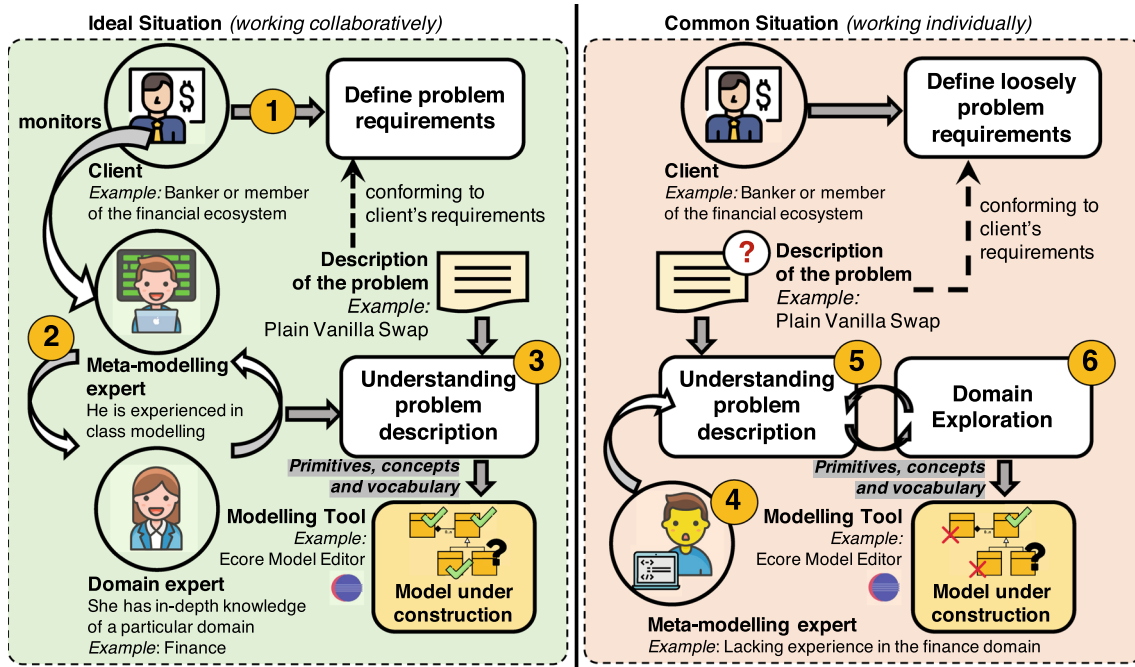 Ideal Situation (working collaboratively)
monitors
1
Define problem
requirements
Client
Example: Banker or member
of the financial ecosystem
conforming to
client's requirements
Description
of the problem
Example:
Plain Vanilla Swap
2
Meta-modelling
expert
He is experienced in
class modelling
3
Understanding
problem
description
Primitives, concepts
and vocabulary
Domain expert
She has in-depth knowledge
of a particular domain
Example: Finance
Modelling Tool
Example:
Ecore Model Editor
?
Model under
construction
Common Situation (working individually)
Define loosely
problem
requirements
Client
Example: Banker or member
of the financial ecosystem
conforming to
client's
requirements
?
Description
of the problem
Example:
Plain Vanilla Swap
5
Understanding
problem
description
6
Domain
Exploration
Primitives, concepts
and vocabulary
4
Modelling Tool
Example:
Ecore Model Editor
?
Model under
construction
Meta-modelling expert
Example: Lacking experience in the finance domain